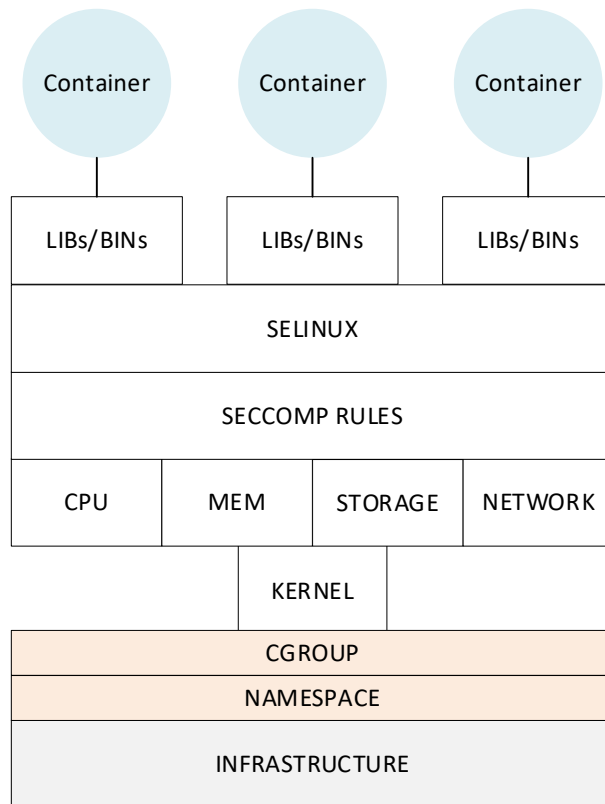 Container
Container
Container
LIBs/BINs
LIBs/BINs
LIBs/BINs
SELINUX
SECCOMP RULES
CPU
MEM
STORAGE
NETWORK
KERNEL
CGROUP
NAMESPACE
INFRASTRUCTURE